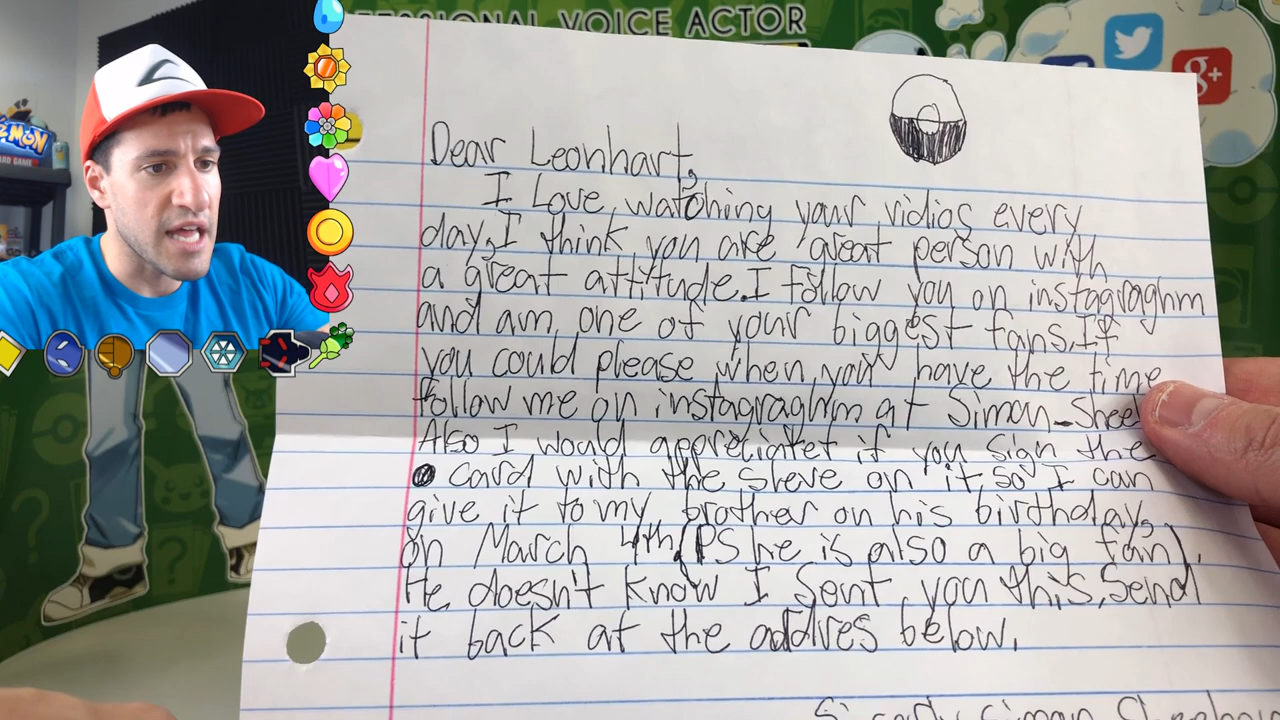 FESSIONAL VOICE ACTOR
g+
Dear Leonhart,
I Love watching your vidios every
day, I think you are great person with
a great attitude. I follow you on instagraghm
and am one of your biggest fans. If
you could please when you have the time
follow me on instagraghm at Simon_Shee
Also I would appreciatet if you sign the
card with the sleve on it, so I can
give it to my brother on his birthday,
on March 4th (PS he is also a big fan).
He doesn't know I sent you this. Send
it back at the addres below.
Simon